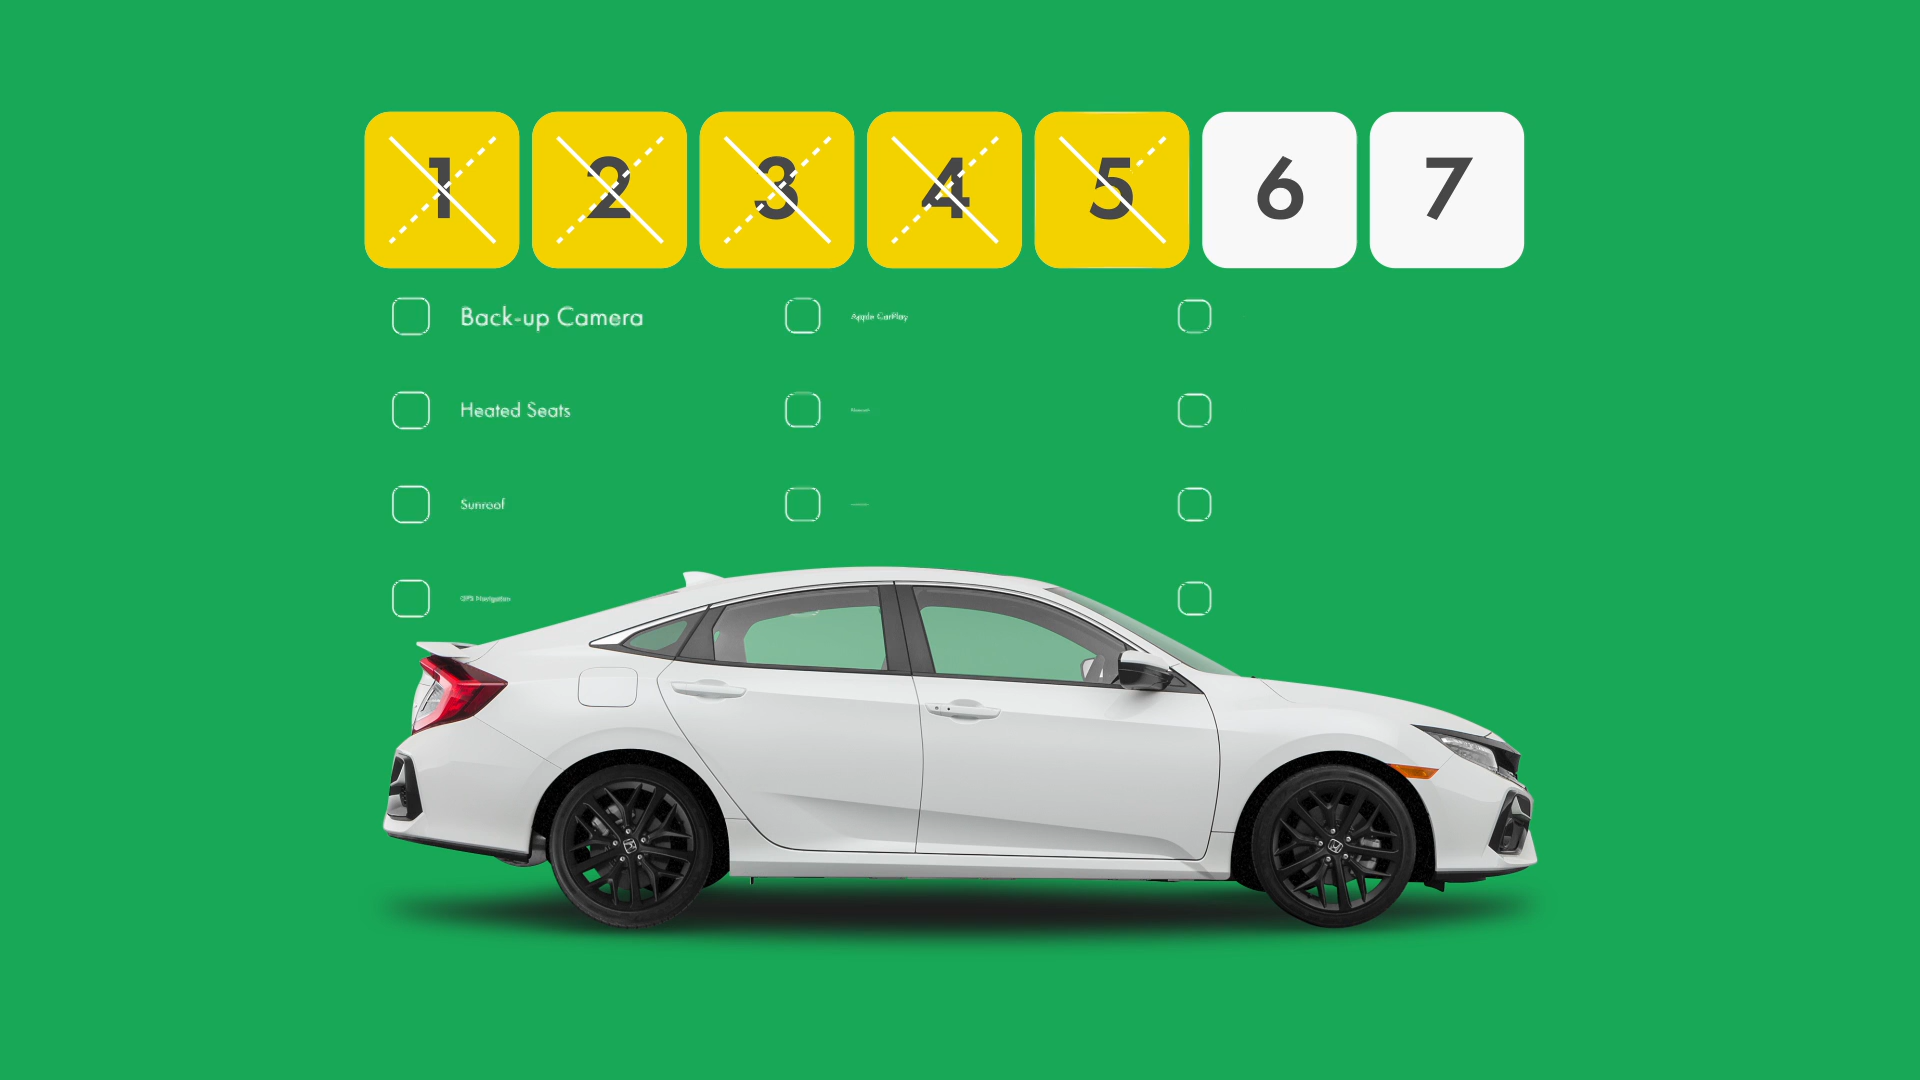 1 2 3 4 5 6 7
Back-up Camera
Apple CarPlay
Heated Seats
Sunroof
GPS Navigation